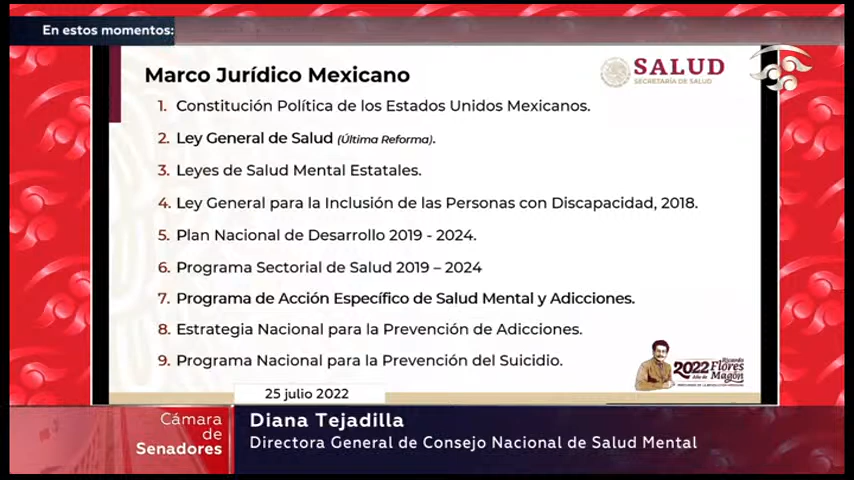 En estos momentos:
Marco Jurídico Mexicano
SALUD
SECRETARÍA DE SALUD
1. Constitución Política de los Estados Unidos Mexicanos.
2. Ley General de Salud (Última Reforma).
3. Leyes de Salud Mental Estatales.
4. Ley General para la Inclusión de las Personas con Discapacidad, 2018.
5. Plan Nacional de Desarrollo 2019 - 2024.
6. Programa Sectorial de Salud 2019 – 2024
7. Programa de Acción Específico de Salud Mental y Adicciones.
8. Estrategia Nacional para la Prevención de Adicciones.
9. Programa Nacional para la Prevención del Suicidio.
2022 Ricardo
Año de Flores
Magón
25 julio 2022
Cámara
de
Senadores
Diana Tejadilla
Directora General de Consejo Nacional de Salud Mental